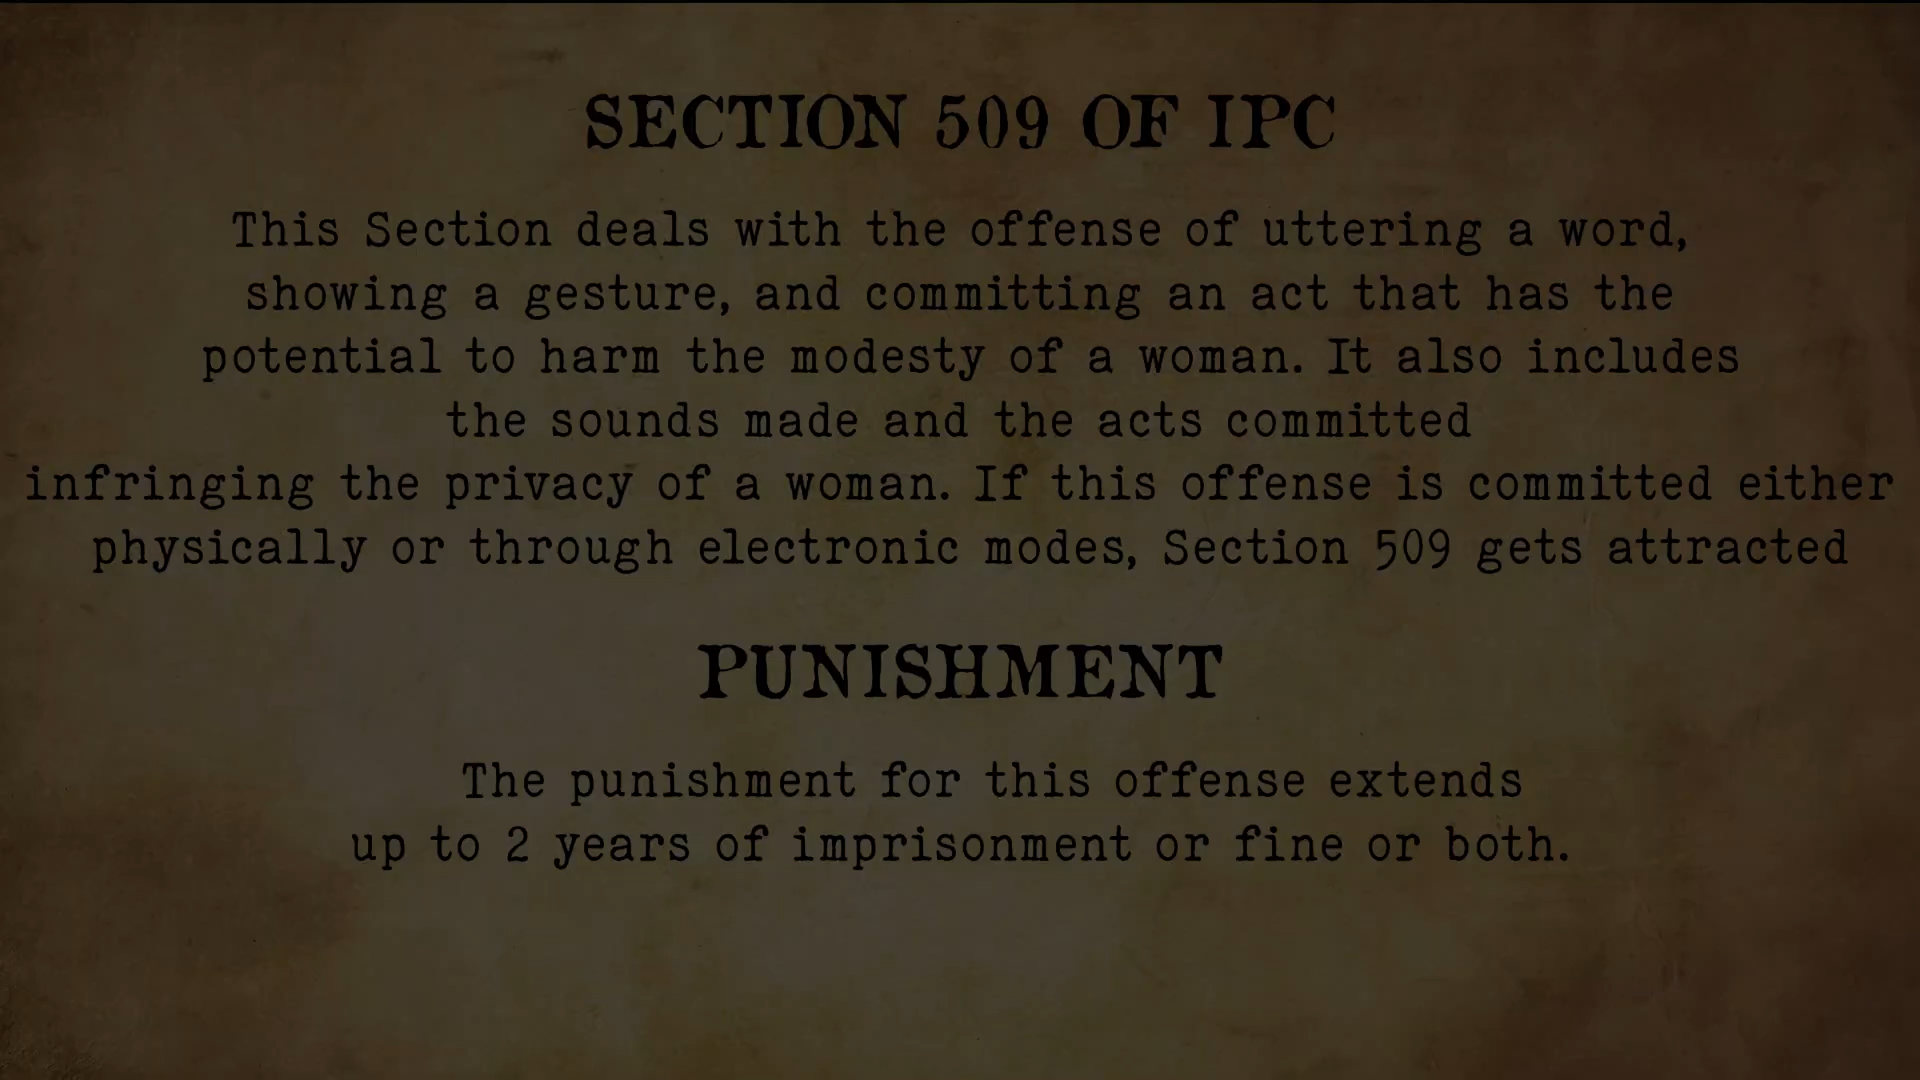 SECTION 509 OF IPC
This Section deals with the offense of uttering a word,
showing a gesture, and committing an act that has the
potential to harm the modesty of a woman. It also includes
the sounds made and the acts committed
infringing the privacy of a woman. If this offense is committed either
physically or through electronic modes, Section 509 gets attracted
PUNISHMENT
The punishment for this offense extends
up to 2 years of imprisonment or fine or both.